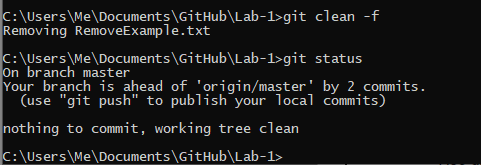 C:\Users\Me\Documents\GitHub\Lab-1>git clean -f
Removing RemoveExample.txt
C:\Users\Me\Documents\GitHub\Lab-1>git status
On branch master
Your branch is ahead of 'origin/master' by 2 commits.
  (use "git push" to publish your local commits)
nothing to commit, working tree clean
C:\Users\Me\Documents\GitHub\Lab-1>